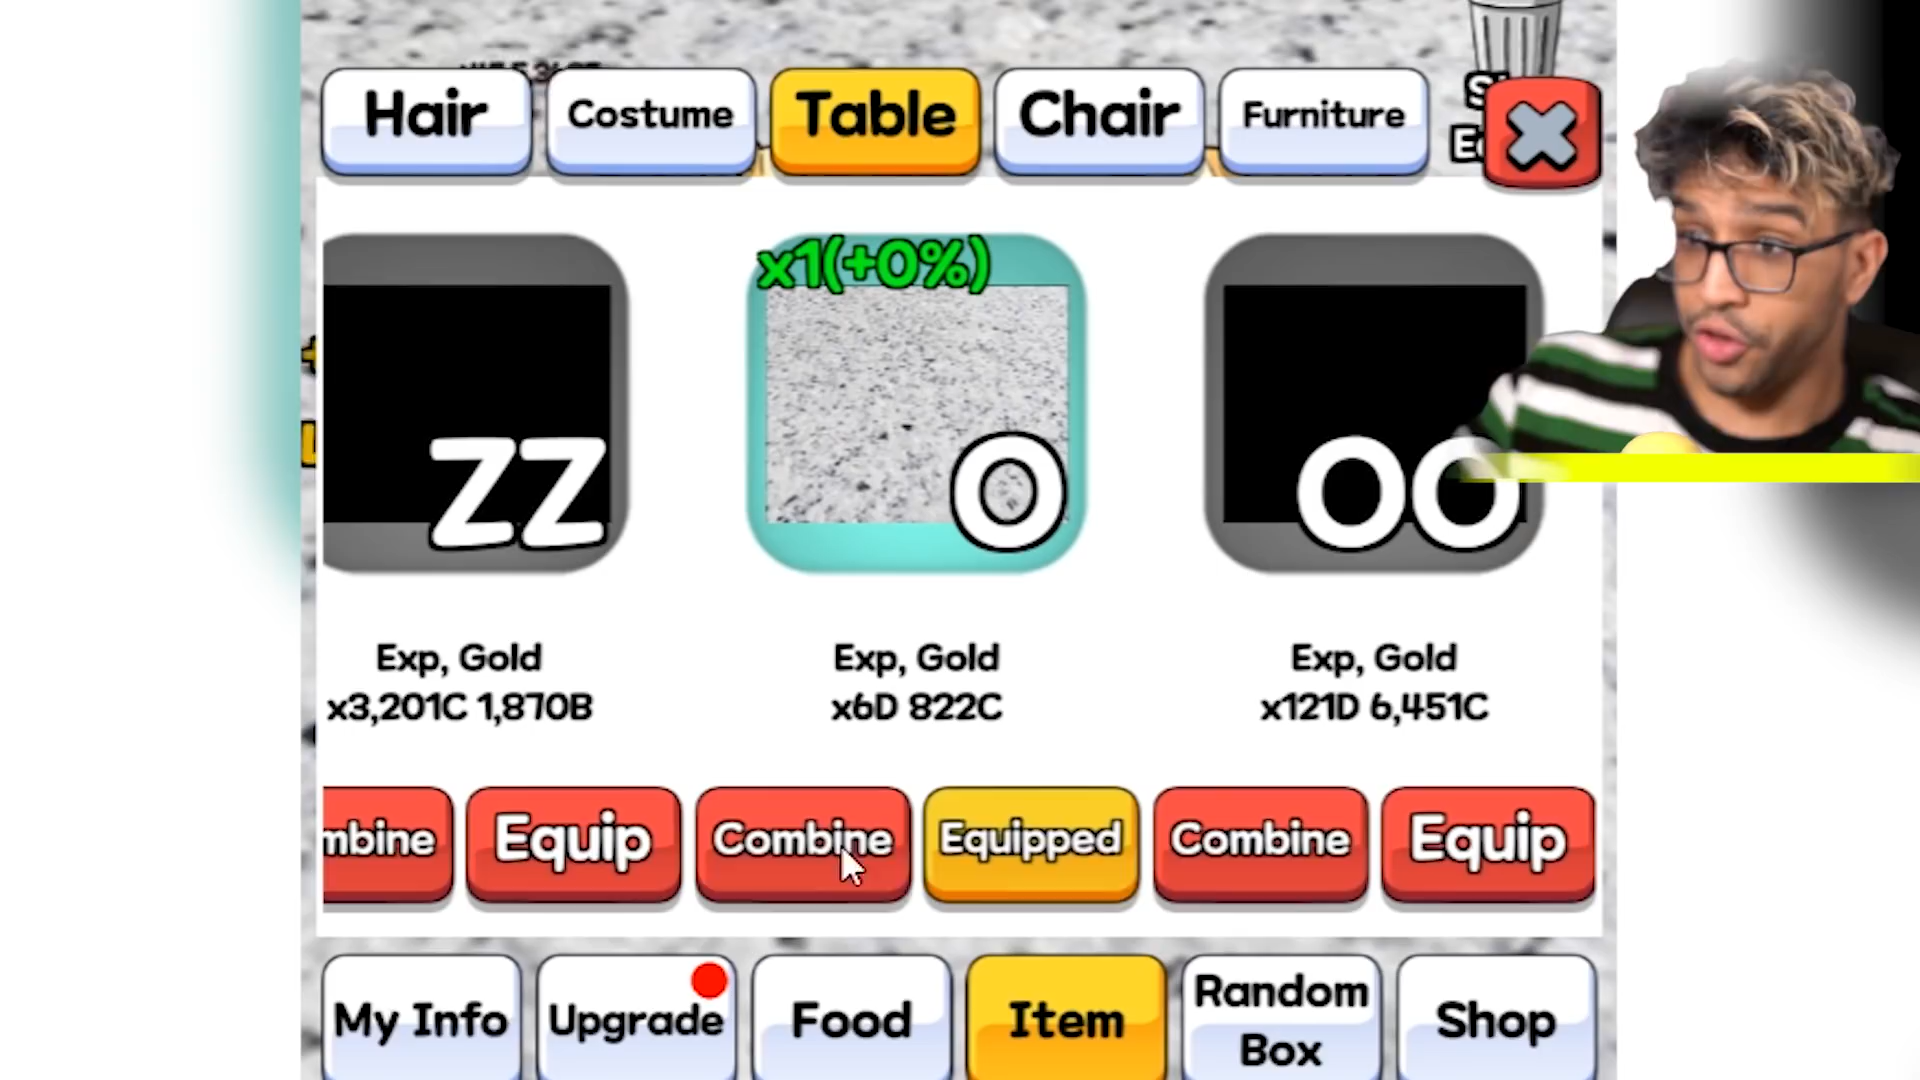 Hair
Costume
Table
Chair
Furniture
x1(+0%)
ZZ
O
OO
Exp, Gold
x3,201C 1,870B
Exp, Gold
x6D 822C
Exp, Gold
x121D 6,451C
mbine
Equip
Combine
Equipped
Combine
Equip
My Info
Upgrade
Food
Item
Random
Box
Shop